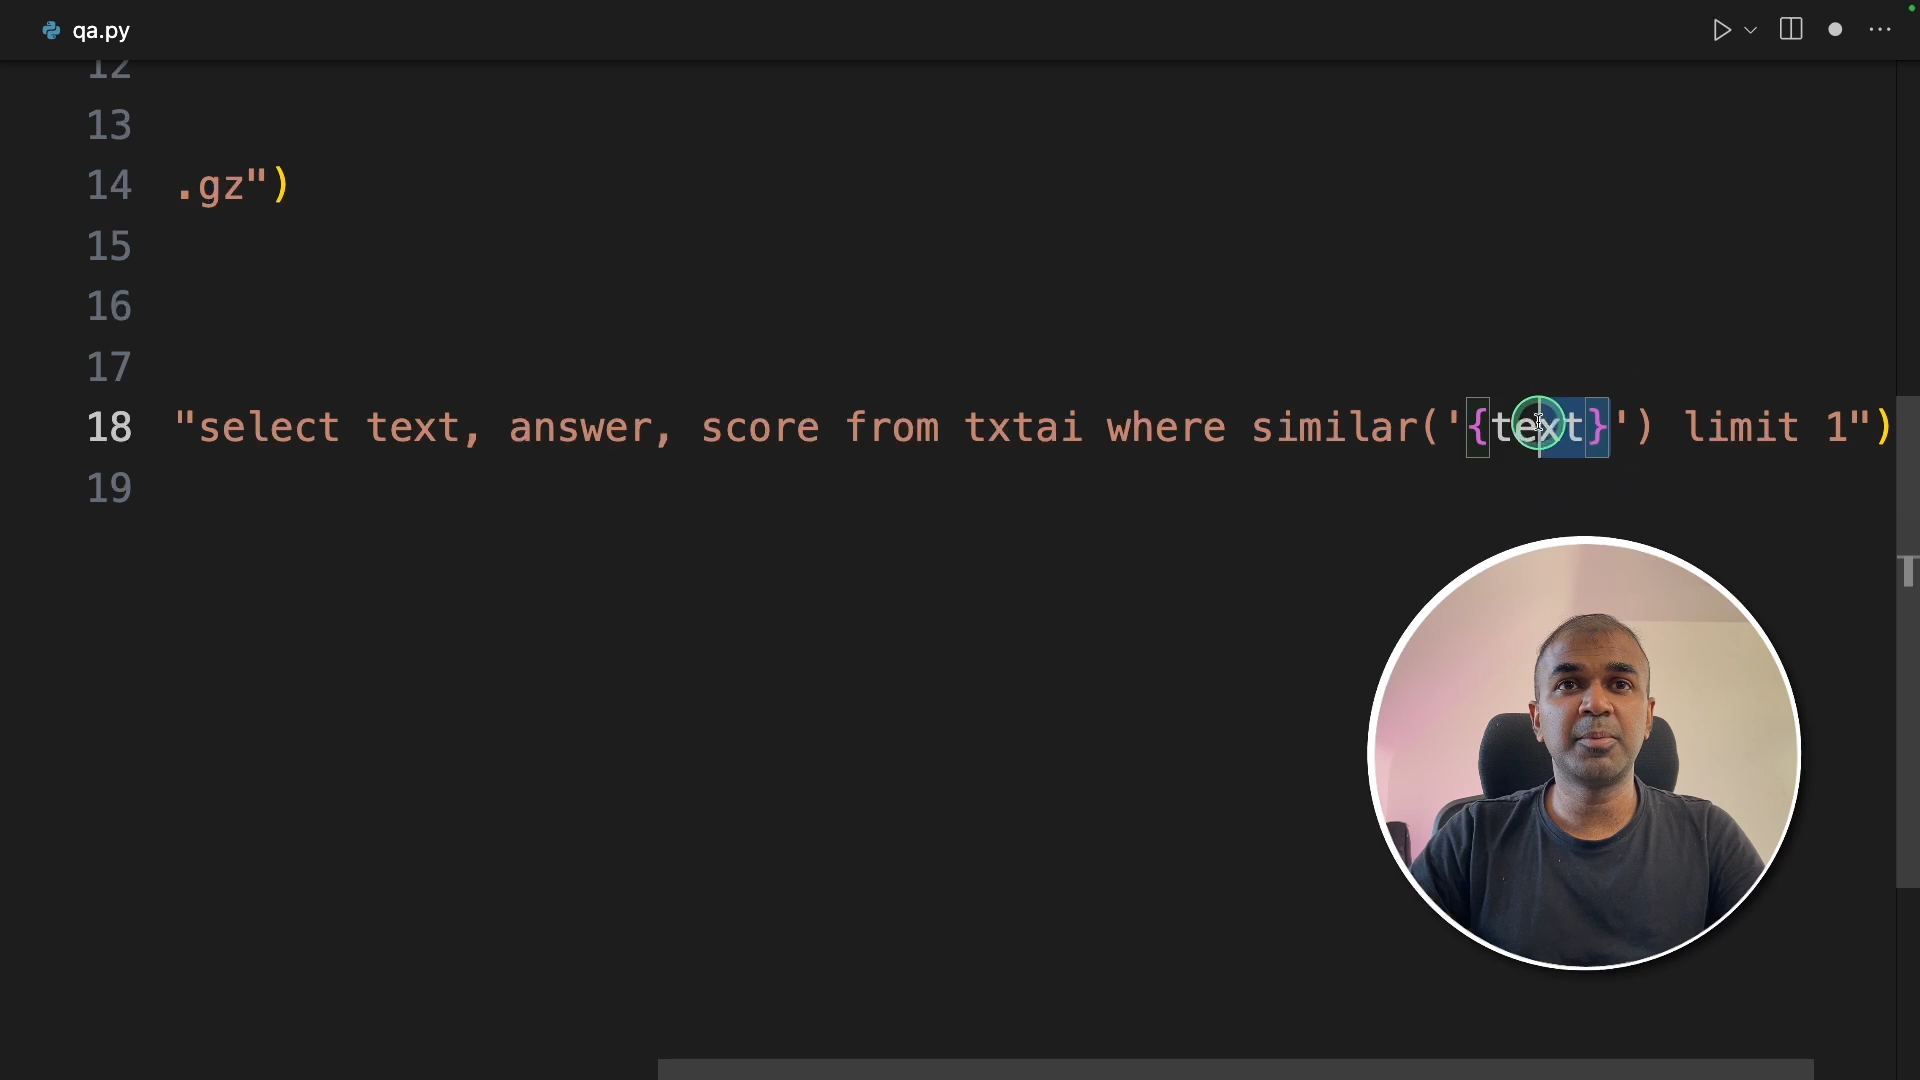 qa.py
12
13
14 .gz")
15
16
17
18 "select text, answer, score from txtai where similar('{text}') limit 1")
19